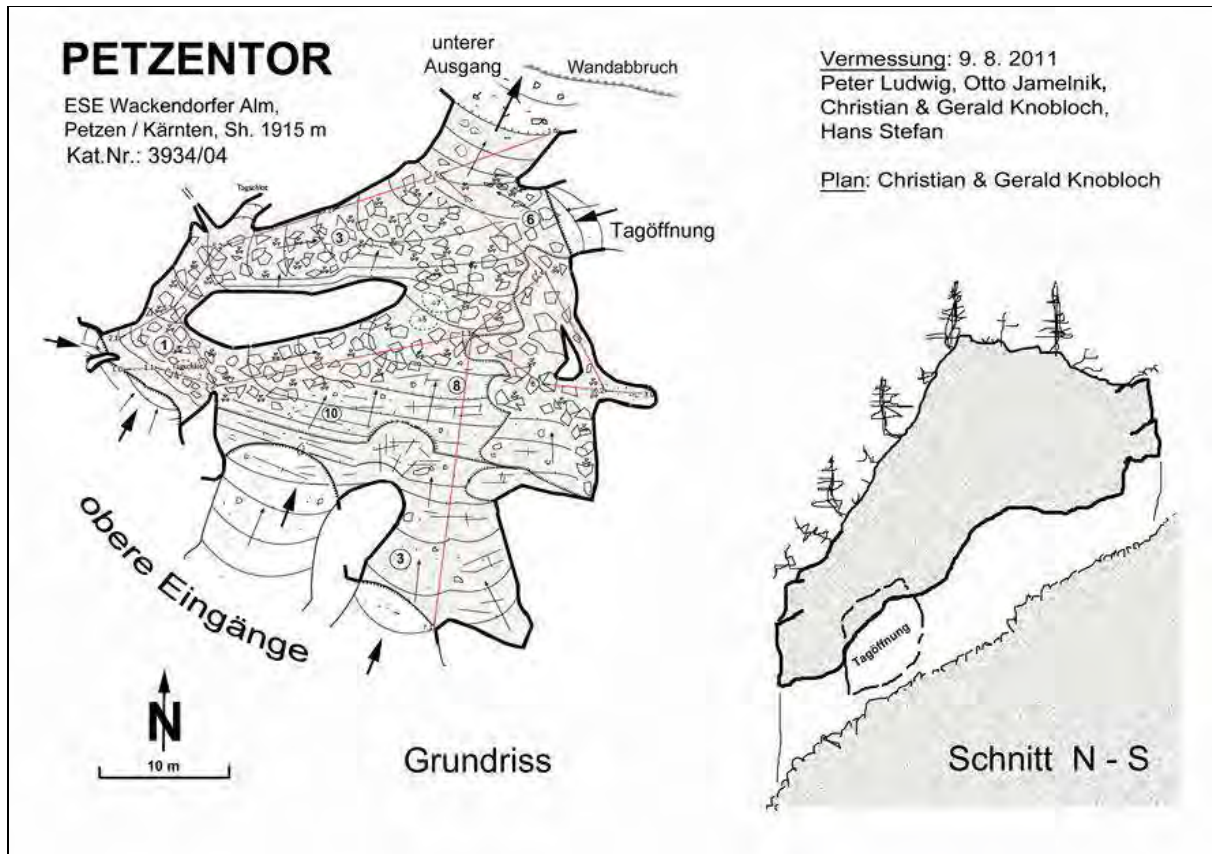 PETZENTOR
ESE Wackendorfer Alm,
Petzen / Kärnten, Sh. 1915 m
Kat.Nr.: 3934/04
unterer
Ausgang
Wandabbruch
Vermessung: 9. 8. 2011
Peter Ludwig, Otto Jamelnik,
Christian & Gerald Knobloch,
Hans Stefan
Plan: Christian & Gerald Knobloch
Tagschlot
3
6
Tagöffnung
1
Tagschlot
8
10
3
obere Eingänge
N
10 m
Grundriss
Tagöffnung
Schnitt N - S